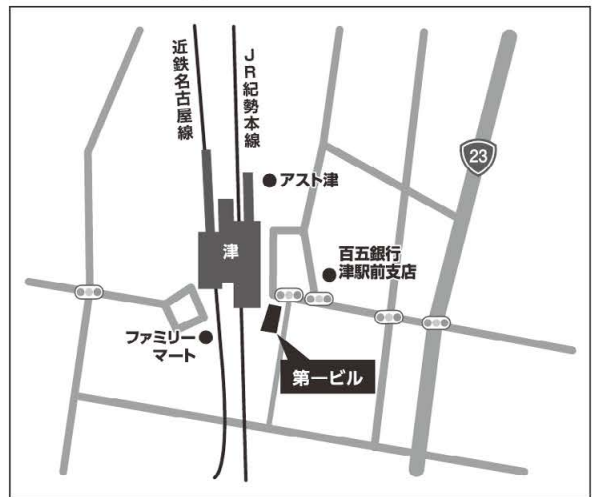 近鉄名古屋線
JR紀勢本線
23
アスト津
津
百五銀行
津駅前支店
ファミリー
マート
第一ビル